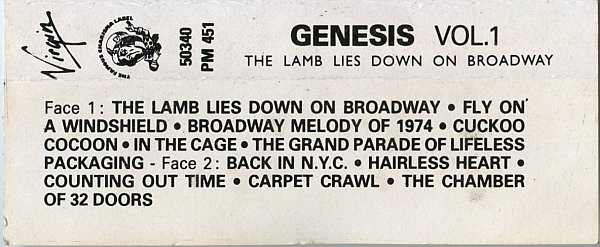 Virgin
THE FAMOUS CHARISMA LABEL
50340
PM 451
GENESIS VOL.1
THE LAMB LIES DOWN ON BROADWAY
Face 1 : THE LAMB LIES DOWN ON BROADWAY • FLY ON
A WINDSHIELD • BROADWAY MELODY OF 1974 • CUCKOO
COCOON • IN THE CAGE • THE GRAND PARADE OF LIFELESS
PACKAGING - Face 2 : BACK IN N.Y.C. • HAIRLESS HEART •
COUNTING OUT TIME • CARPET CRAWL • THE CHAMBER
OF 32 DOORS